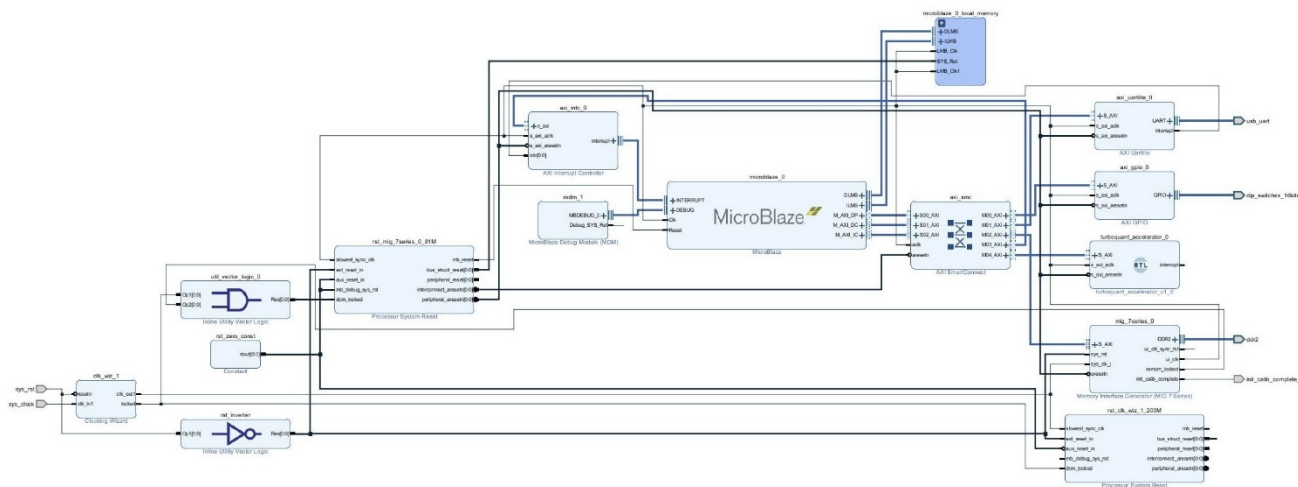 microblaze_0_local_memory
DLMB
ILMB
LMB_Clk
SYS_Rst
LMB_Clk1
axi_intc_0
s_axi
s_axi_aclk
s_axi_aresetn
intr[0:0]
interrupt
AXI Interrupt Controller
mdm_1
MBDEBUG_0
Debug_SYS_Rst
MicroBlaze Debug Module (MDM)
microblaze_0
INTERRUPT
DEBUG
Clk
Reset
MicroBlaze
DLMB
ILMB
M_AXI_DP
M_AXI_DC
M_AXI_IC
MicroBlaze
axi_smc
S00_AXI
S01_AXI
S02_AXI
aclk
aresetn
M00_AXI
M01_AXI
M02_AXI
M03_AXI
M04_AXI
AXI SmartConnect
axi_uartlite_0
S_AXI
s_axi_aclk
s_axi_aresetn
UART
interrupt
AXI Uartlite
usb_uart
axi_gpio_0
S_AXI
s_axi_aclk
s_axi_aresetn
GPIO
AXI GPIO
dip_switches_16bits
turboquant_accelerator_0
S_AXI
s_axi_aclk
s_axi_aresetn
RTL
interrupt
turboquant_accelerator_v1_0
mig_7series_0
S_AXI
sys_rst
sys_clk_i
aresetn
DDR2
ui_clk_sync_rst
ui_clk
mmcm_locked
init_calib_complete
Memory Interface Generator (MIG 7 Series)
ddr2
init_calib_complete
rst_clk_wiz_1_200M
slowest_sync_clk
ext_reset_in
aux_reset_in
mb_debug_sys_rst
dcm_locked
mb_reset
bus_struct_reset[0:0]
peripheral_reset[0:0]
interconnect_aresetn[0:0]
peripheral_aresetn[0:0]
Processor System Reset
rst_mig_7series_0_81M
slowest_sync_clk
ext_reset_in
aux_reset_in
mb_debug_sys_rst
dcm_locked
mb_reset
bus_struct_reset[0:0]
peripheral_reset[0:0]
interconnect_aresetn[0:0]
peripheral_aresetn[0:0]
Processor System Reset
util_vector_logic_0
Op1[0:0]
Op2[0:0]
Res[0:0]
Inline Utility Vector Logic
rst_zero_const
dout[0:0]
Constant
sys_rst
sys_clock
clk_wiz_1
resetn
clk_in1
clk_out1
locked
Clocking Wizard
rst_inverter
Op1[0:0]
Res[0:0]
Inline Utility Vector Logic